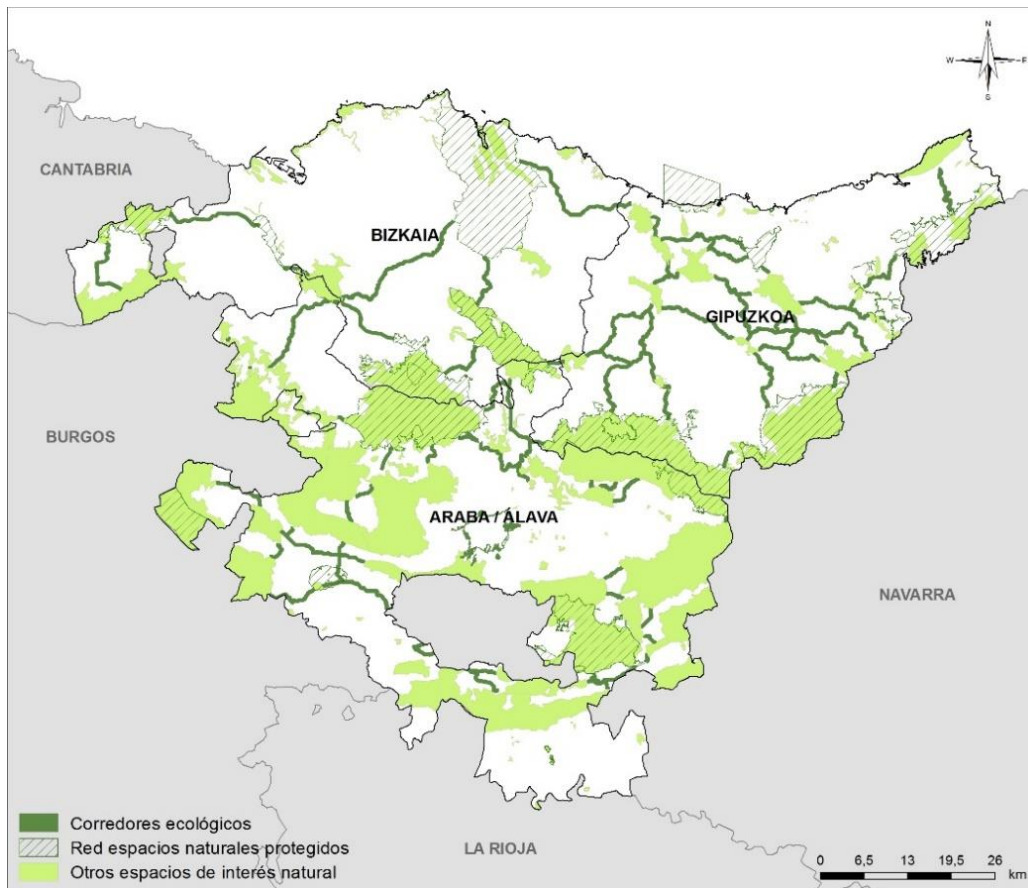 N
W E
S
CANTABRIA
BIZKAIA
GIPUZKOA
BURGOS
ARABA / ÁLAVA
NAVARRA
Corredores ecológicos
Red espacios naturales protegidos
Otros espacios de interés natural
LA RIOJA
0 6,5 13 19,5 26
km